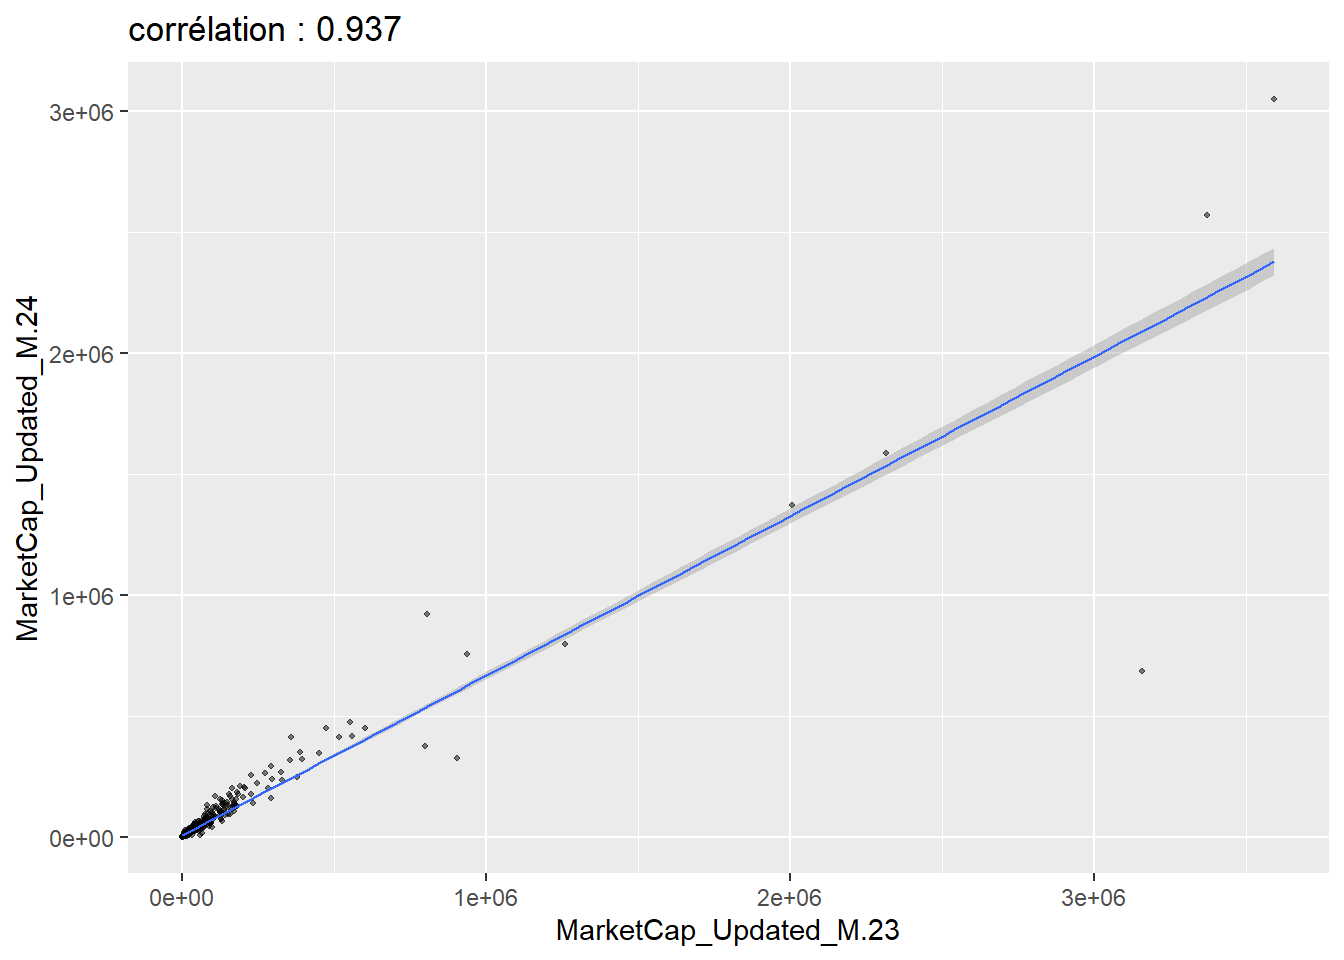 corrélation : 0.937
3e+06
2e+06
1e+06
0e+00
MarketCap_Updated_M.24
0e+00 1e+06 2e+06 3e+06
MarketCap_Updated_M.23